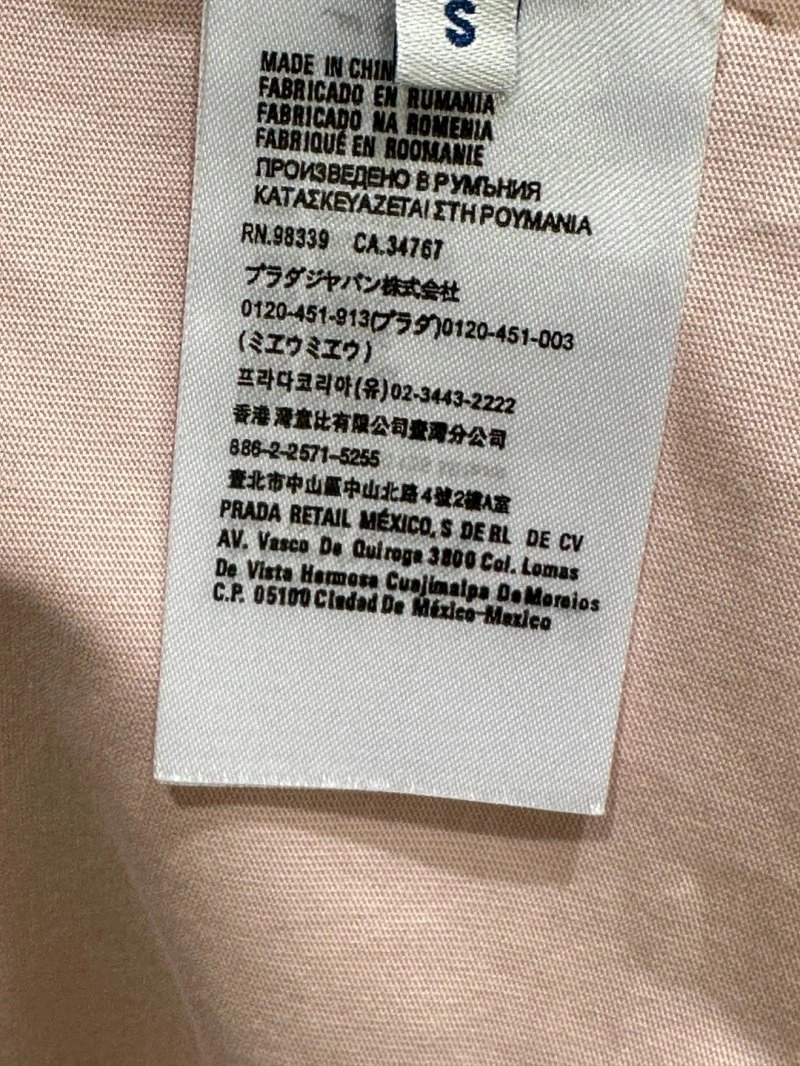 S
MADE IN CHIN
FABRICADO EN RUMANIA
FABRICADO NA ROMENIA
FABRIQUÉ EN ROOMANIE
ПРОИЗВЕДЕНО В РУМЪНИЯ
ΚΑΤΑΣΚΕΥΑΖΕΤΑΙ ΣΤΗ ΡΟΥΜΑΝΙΑ
RN.98339 CA.34767
プラダジャパン株式会社
0120-451-913(プラダ)0120-451-003
(ミエウミエウ)
프라다코리아(유)02-3443-2222
香港 灣畫比有限公司臺灣分公司
886-2-2571-5255
臺北市中山區中山北路4號2樓A室
PRADA RETAIL MÉXICO, S DE RL DE CV
AV. Vasco De Quiroga 3800 Col. Lomas
De Vista Hermosa Cuajimalpa De Morelos
C.P. 05100 Ciudad De México-Mexico